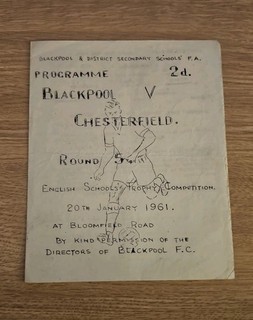 BLACKPOOL & DISTRICT SECONDARY SCHOOLS' F.A.
PROGRAMME 2d.
BLACKPOOL V
CHESTERFIELD.
ROUND
ENGLISH SCHOOLS TROPHY COMPETITION.
20TH JANUARY 1961.
AT BLOOMFIELD ROAD
BY KIND PERMISSION OF THE
DIRECTORS OF BLACKPOOL F.C.